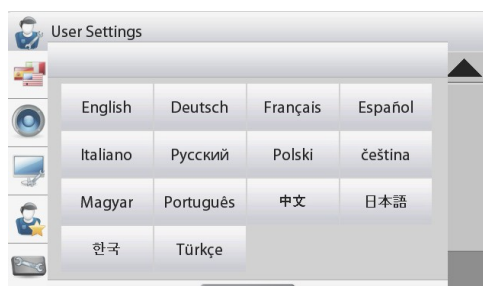 User Settings
English Deutsch Français Español
Italiano Русский Polski čeština
Magyar Português 中文 日本語
한국 Türkçe